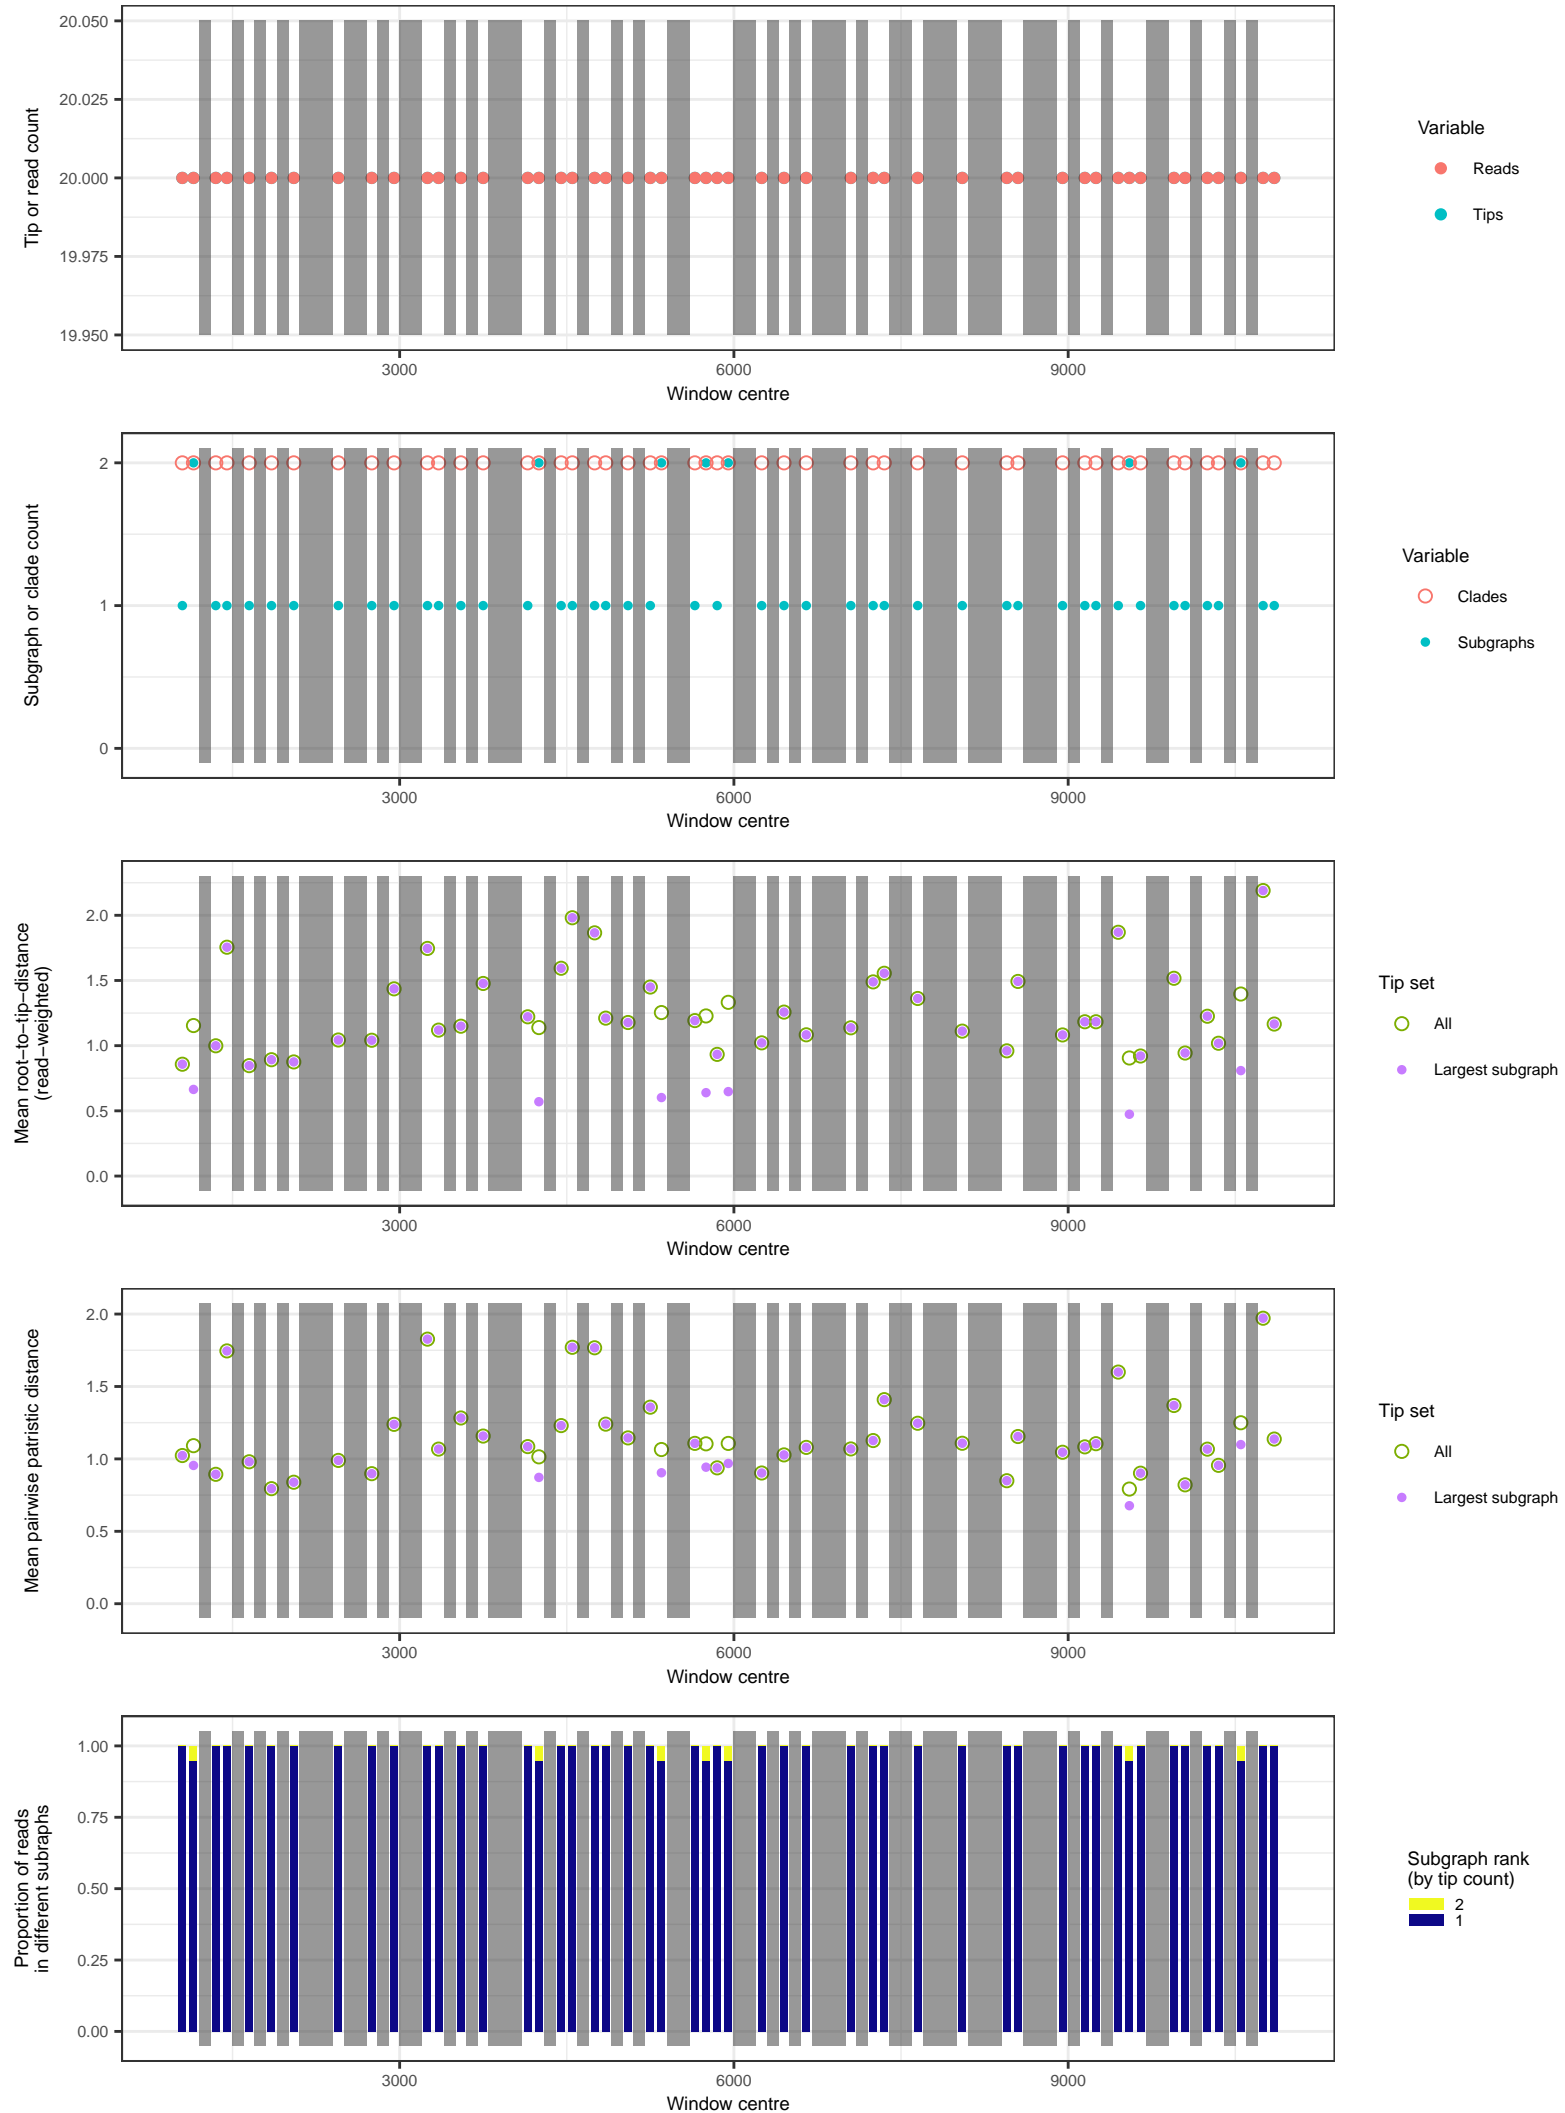 20.050
20.025
20.000
19.975
19.950
Tip or read count
3000
6000
9000
Window centre
Variable
Reads
Tips
2
1
0
Subgraph or clade count
3000
6000
9000
Window centre
Variable
Clades
Subgraphs
2.0
1.5
1.0
0.5
0.0
Mean root−to−tip−distance
(read−weighted)
3000
6000
9000
Window centre
Tip set
All
Largest subgraph
2.0
1.5
1.0
0.5
0.0
Mean pairwise patristic distance
3000
6000
9000
Window centre
Tip set
All
Largest subgraph
1.00
0.75
0.50
0.25
0.00
Proportion of reads
in different subraphs
3000
6000
9000
Window centre
Subgraph rank
(by tip count)
2
1